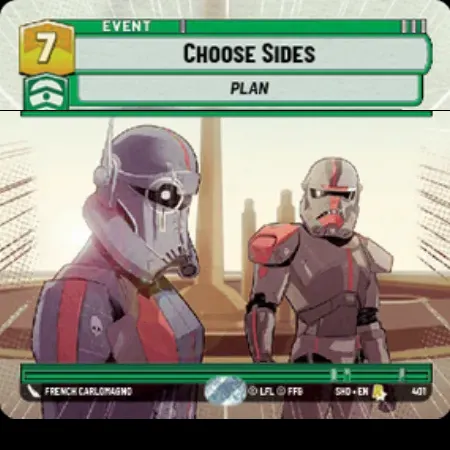 EVENT
7
CHOOSE SIDES
PLAN
FRENCH CARLOMAGNO
© LFL © FFG
SHD • EN
401